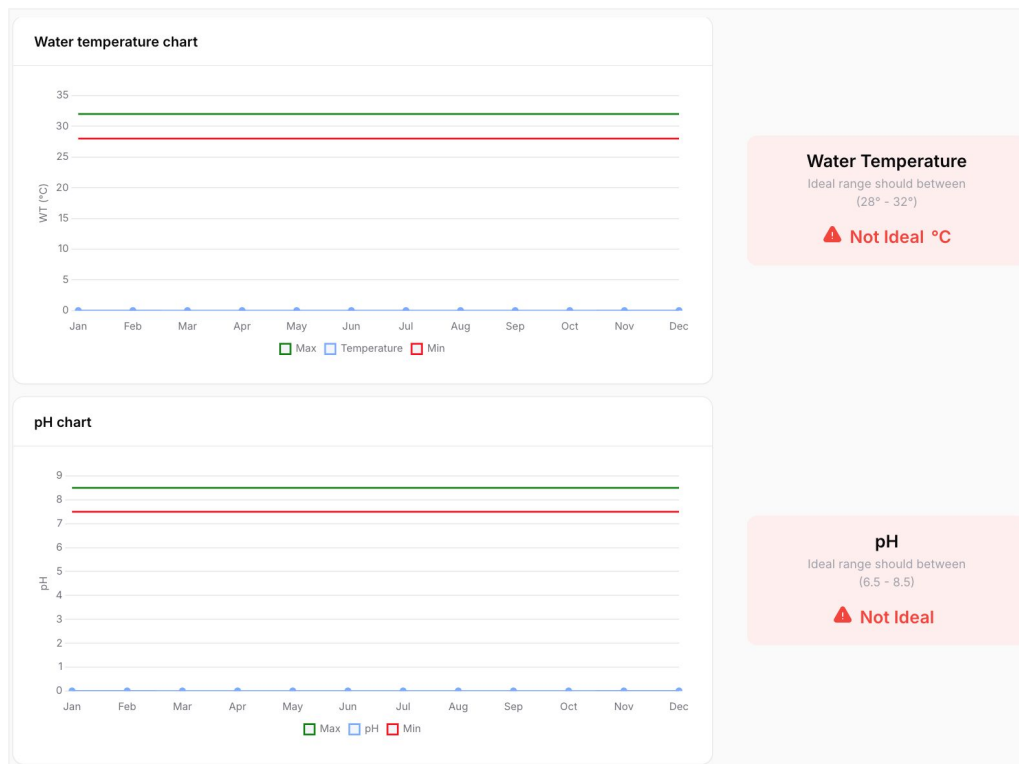 Water temperature chart
35
30
25
20
15
10
5
0
WT (°C)
Jan Feb Mar Apr May Jun Jul Aug Sep Oct Nov Dec
Max Temperature Min
Water Temperature
Ideal range should between
(28° - 32°)
Not Ideal °C
pH chart
9
8
7
6
5
4
3
2
1
0
pH
Jan Feb Mar Apr May Jun Jul Aug Sep Oct Nov Dec
Max pH Min
pH
Ideal range should between
(6.5 - 8.5)
Not Ideal